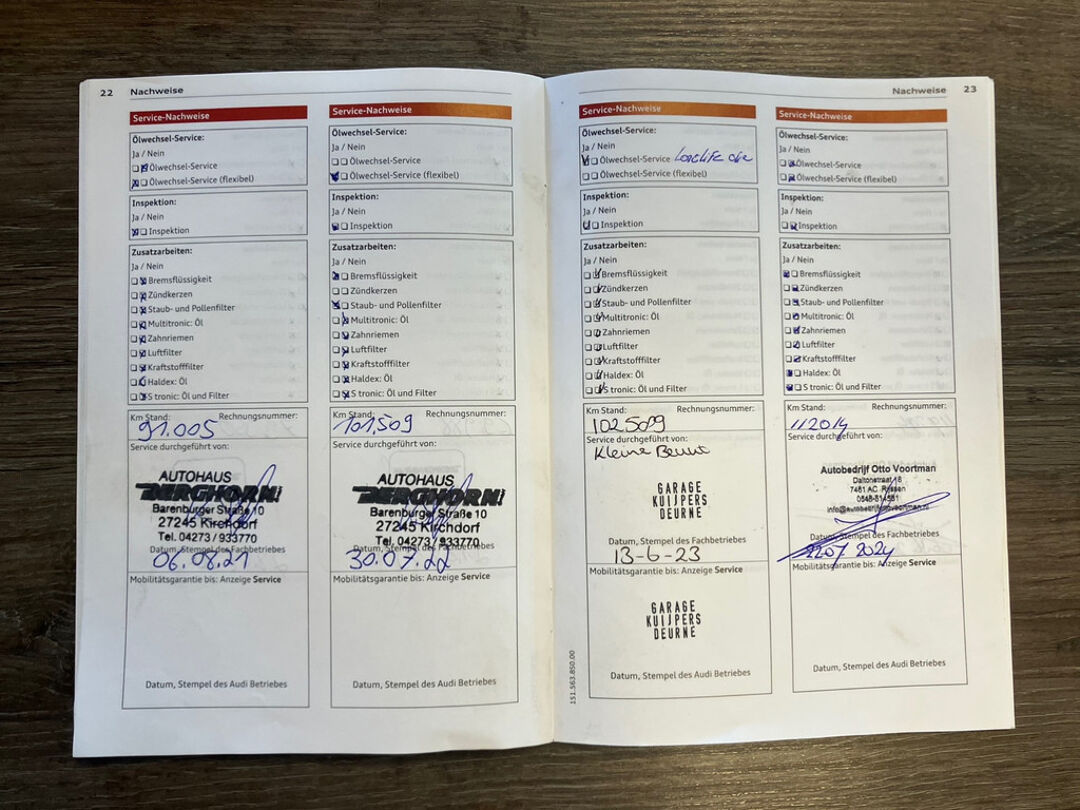 22 Nachweise
Service-Nachweise
Ölwechsel-Service:
Ja / Nein
Ölwechsel-Service
Ölwechsel-Service (flexibel)
Inspektion:
Ja / Nein
Inspektion
Zusatzarbeiten:
Ja / Nein
Bremsflüssigkeit
Zündkerzen
Staub- und Pollenfilter
Multitronic: Öl
Zahnriemen
Luftfilter
Kraftstofffilter
Haldex: Öl
S tronic: Öl und Filter
Km Stand: Rechnungsnummer:
91.005
Service durchgeführt von:
AUTOHAUS
BERGHORN
Barenburger Straße 10
27245 Kirchdorf
Tel. 04273 / 933770
Datum, Stempel des Fachbetriebes
06.08.21
Mobilitätsgarantie bis: Anzeige Service
Datum, Stempel des Audi Betriebes
Service-Nachweise
Ölwechsel-Service:
Ja / Nein
Ölwechsel-Service
Ölwechsel-Service (flexibel)
Inspektion:
Ja / Nein
Inspektion
Zusatzarbeiten:
Ja / Nein
Bremsflüssigkeit
Zündkerzen
Staub- und Pollenfilter
Multitronic: Öl
Zahnriemen
Luftfilter
Kraftstofffilter
Haldex: Öl
S tronic: Öl und Filter
Km Stand: Rechnungsnummer:
101.509
Service durchgeführt von:
AUTOHAUS
BERGHORN
Barenburger Straße 10
27245 Kirchdorf
Tel. 04273 / 933770
Datum, Stempel des Fachbetriebes
30.07.22
Mobilitätsgarantie bis: Anzeige Service
Datum, Stempel des Audi Betriebes
Nachweise 23
Service-Nachweise
Ölwechsel-Service:
Ja / Nein
Ölwechsel-Service Longlife olie
Ölwechsel-Service (flexibel)
Inspektion:
Ja / Nein
Inspektion
Zusatzarbeiten:
Ja / Nein
Bremsflüssigkeit
Zündkerzen
Staub- und Pollenfilter
Multitronic: Öl
Zahnriemen
Luftfilter
Kraftstofffilter
Haldex: Öl
S tronic: Öl und Filter
Km Stand: Rechnungsnummer:
102509
Service durchgeführt von:
Kleine Beurt
GARAGE
KUIJPERS
DEURNE
Datum, Stempel des Fachbetriebes
13-6-23
Mobilitätsgarantie bis: Anzeige Service
GARAGE
KUIJPERS
DEURNE
Datum, Stempel des Audi Betriebes
151.563.850.00
Service-Nachweise
Ölwechsel-Service:
Ja / Nein
Ölwechsel-Service
Ölwechsel-Service (flexibel)
Inspektion:
Ja / Nein
Inspektion
Zusatzarbeiten:
Ja / Nein
Bremsflüssigkeit
Zündkerzen
Staub- und Pollenfilter
Multitronic: Öl
Zahnriemen
Luftfilter
Kraftstofffilter
Haldex: Öl
S tronic: Öl und Filter
Km Stand: Rechnungsnummer:
112014
Service durchgeführt von:
Autobedrijf Otto Voortman
Daltonstraat 18
7461 AC Rijssen
info@autobedrijfottovoortman.nl
Datum, Stempel des Fachbetriebes
2207 2024
Mobilitätsgarantie bis: Anzeige Service
Datum, Stempel des Audi Betriebes